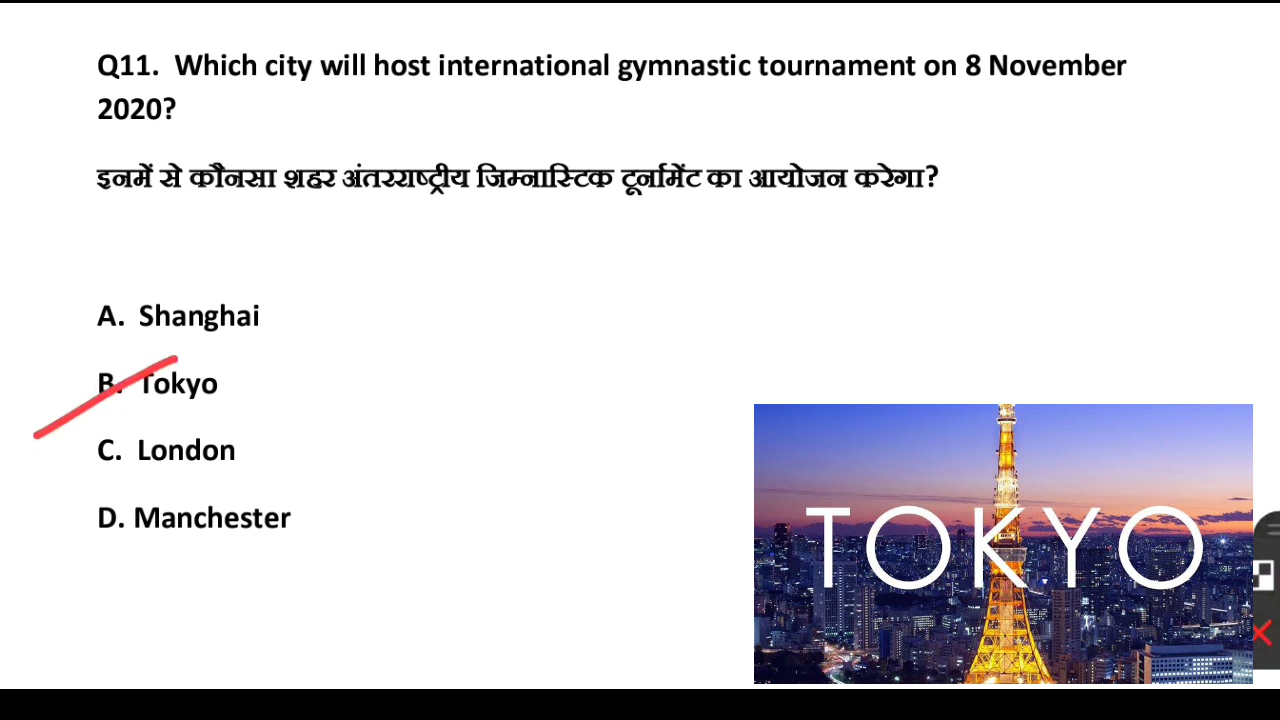 Q11. Which city will host international gymnastic tournament on 8 November
2020?
इनमें से कौनसा शहर अंतरराष्ट्रीय जिम्नास्टिक टूर्नामेंट का आयोजन करेगा?
A. Shanghai
B. Tokyo
C. London
D. Manchester
TOKYO